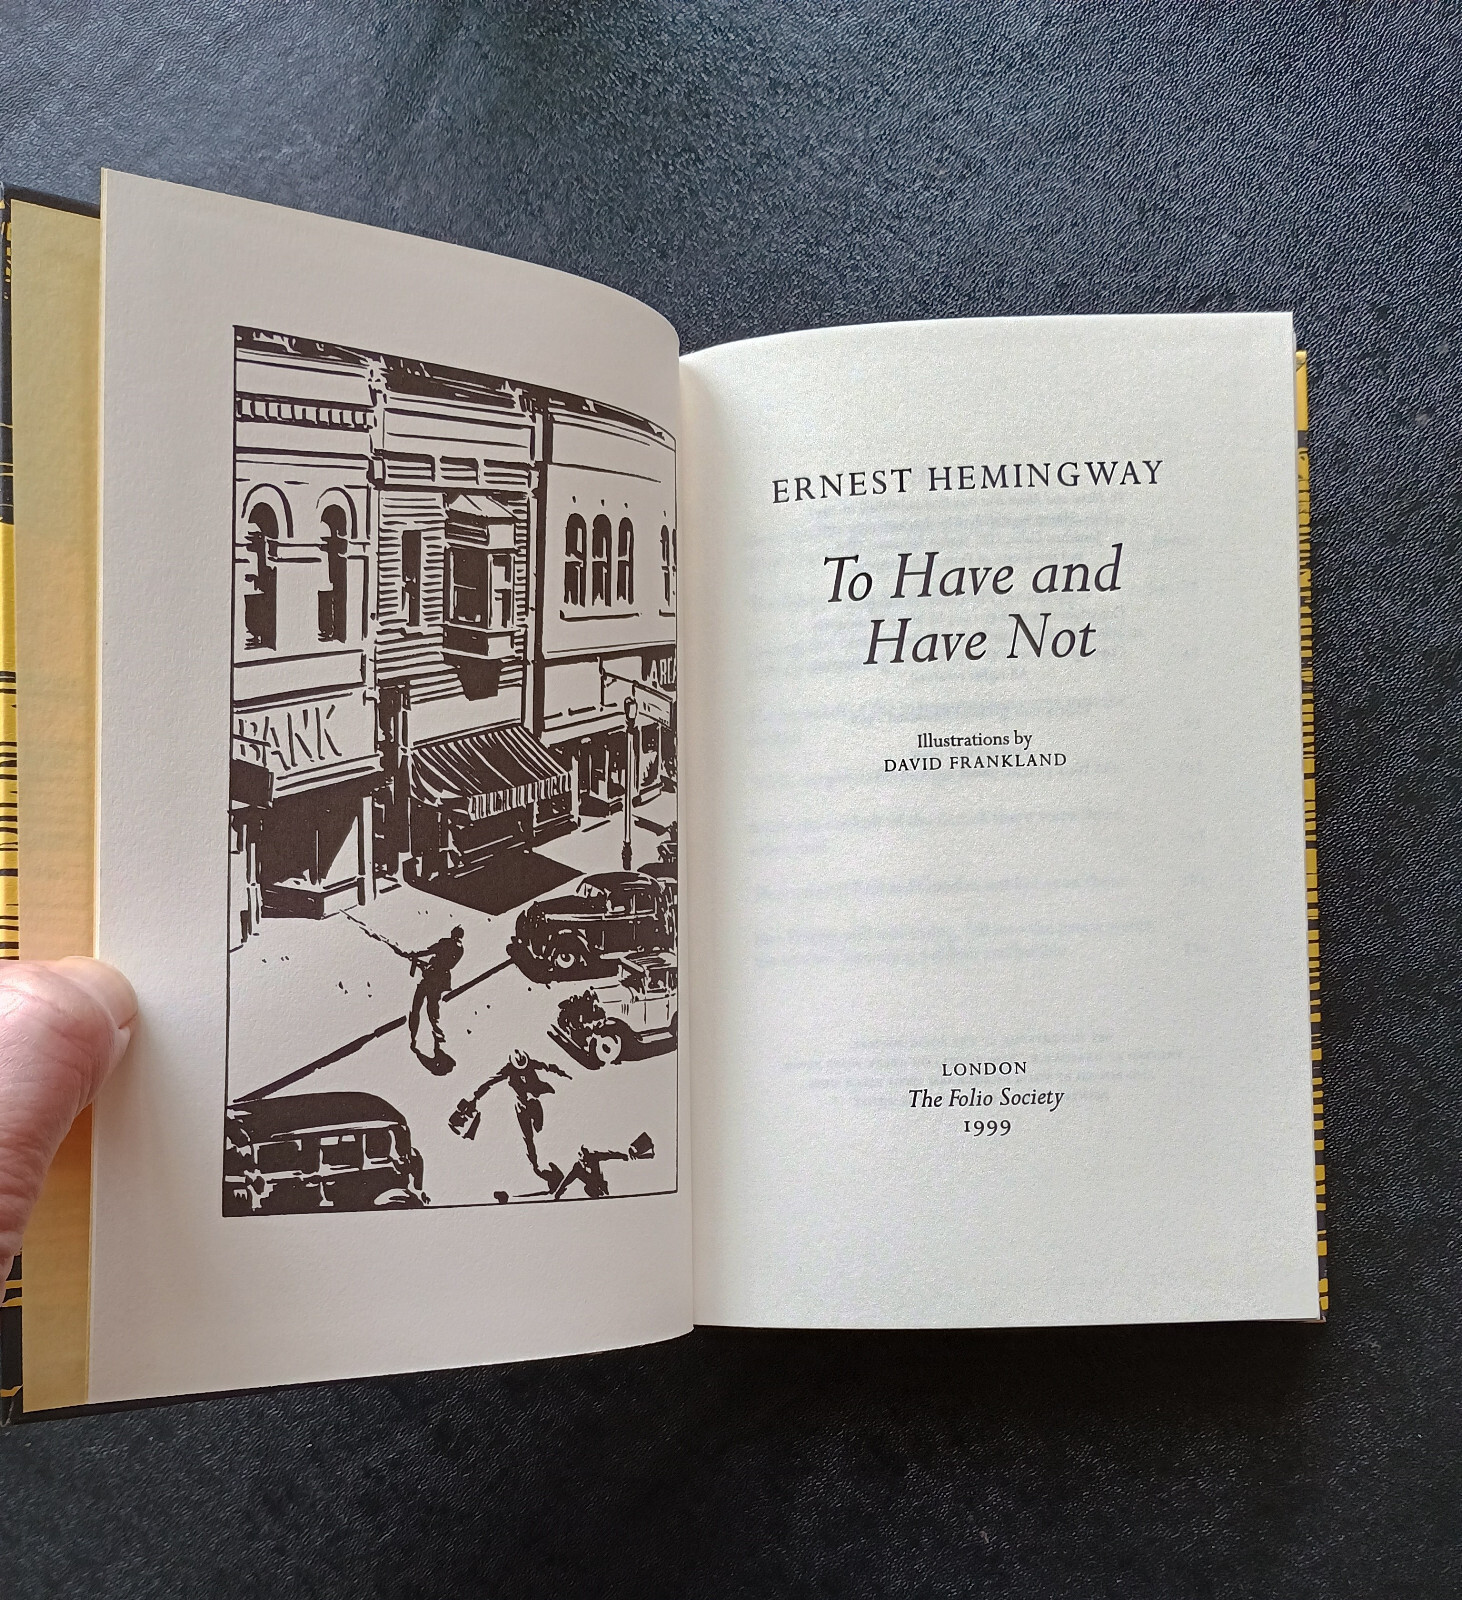 BANK
ERNEST HEMINGWAY
To Have and
Have Not
Illustrations by
DAVID FRANKLAND
LONDON
The Folio Society
1999